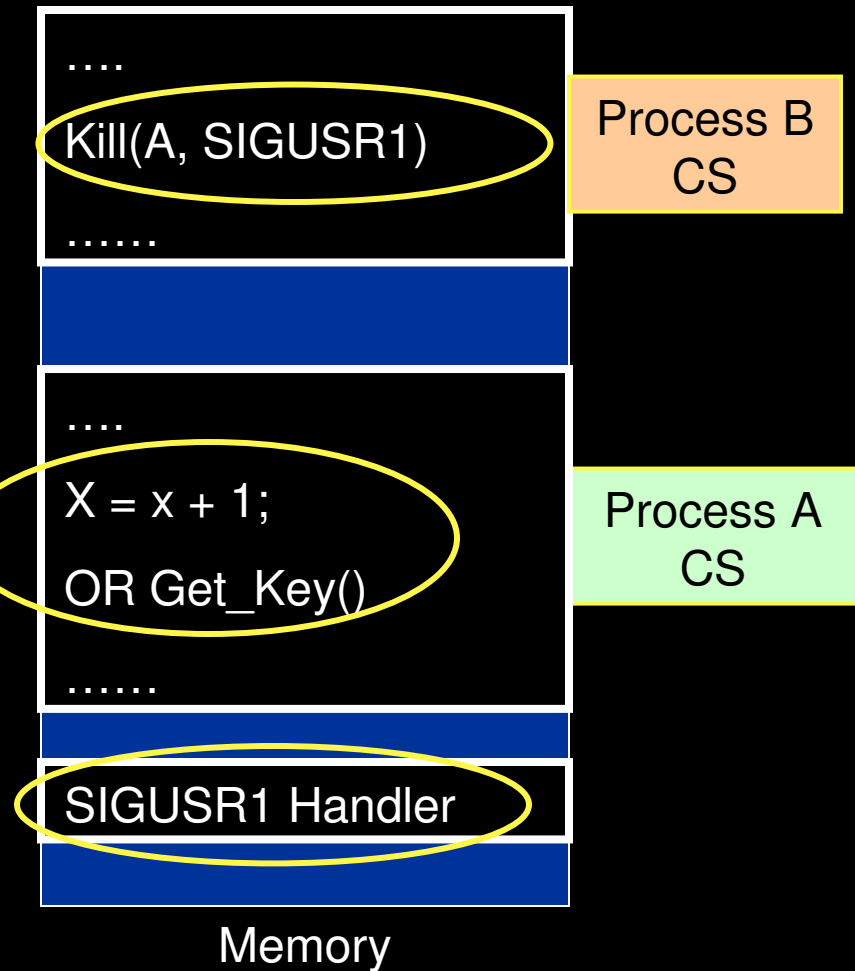 ….
Kill(A, SIGUSR1)
Process B
CS
……
….
X = x + 1;
Process A
CS
OR Get_Key()
……
SIGUSR1 Handler
Memory